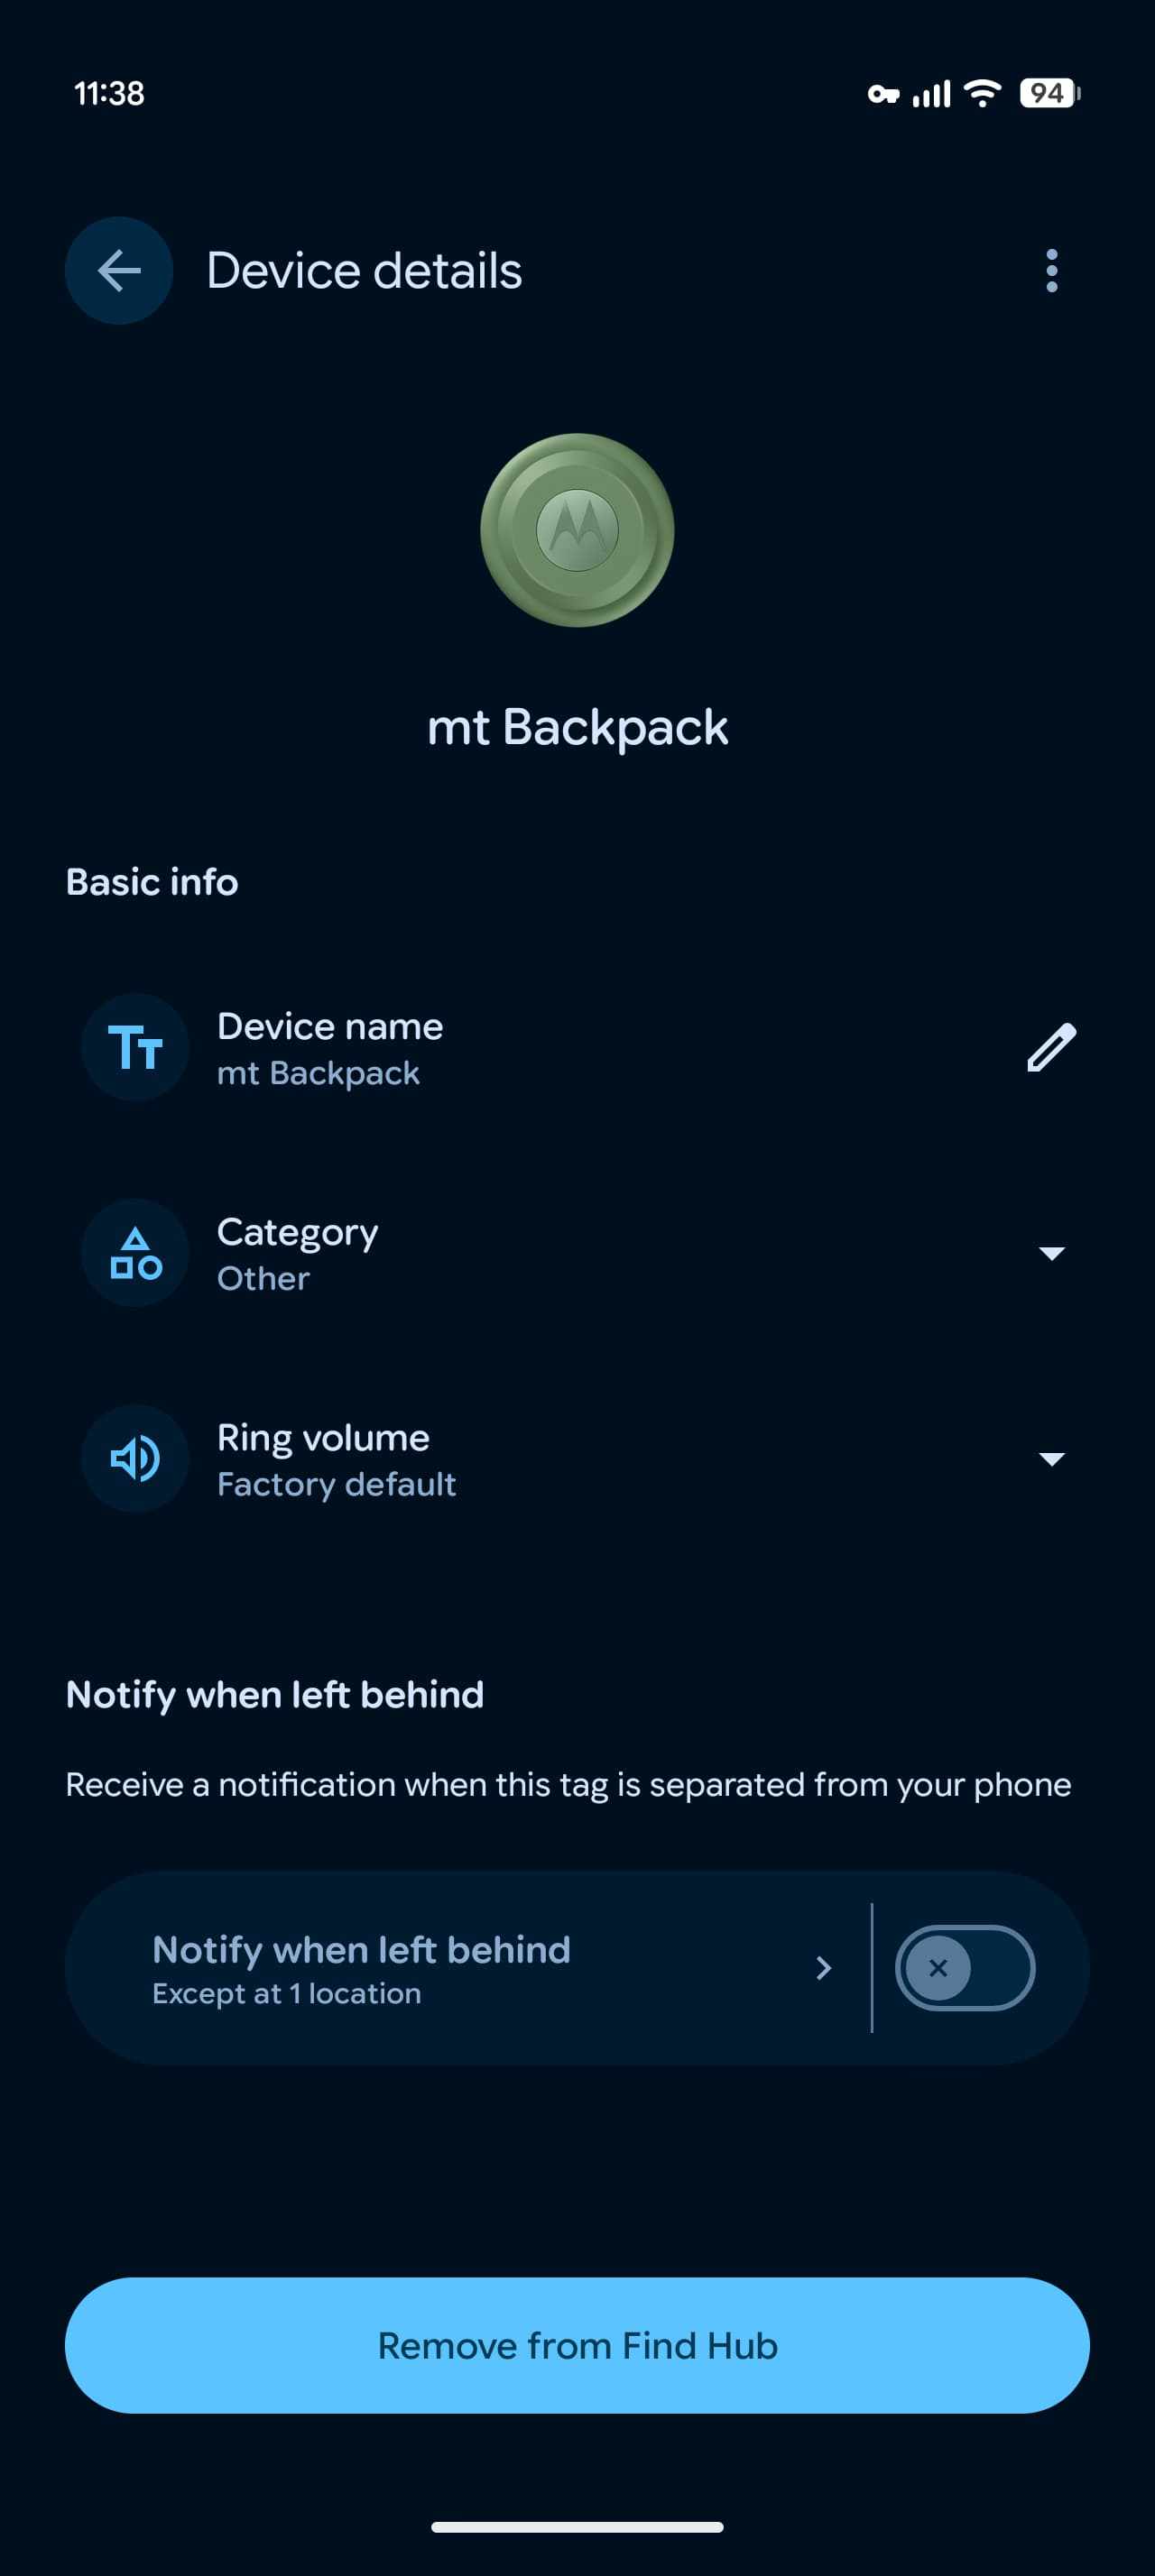 11:38
94
Device details
mt Backpack
Basic info
Device name
mt Backpack
Category
Other
Ring volume
Factory default
Notify when left behind
Receive a notification when this tag is separated from your phone
Notify when left behind
Except at 1 location
Remove from Find Hub